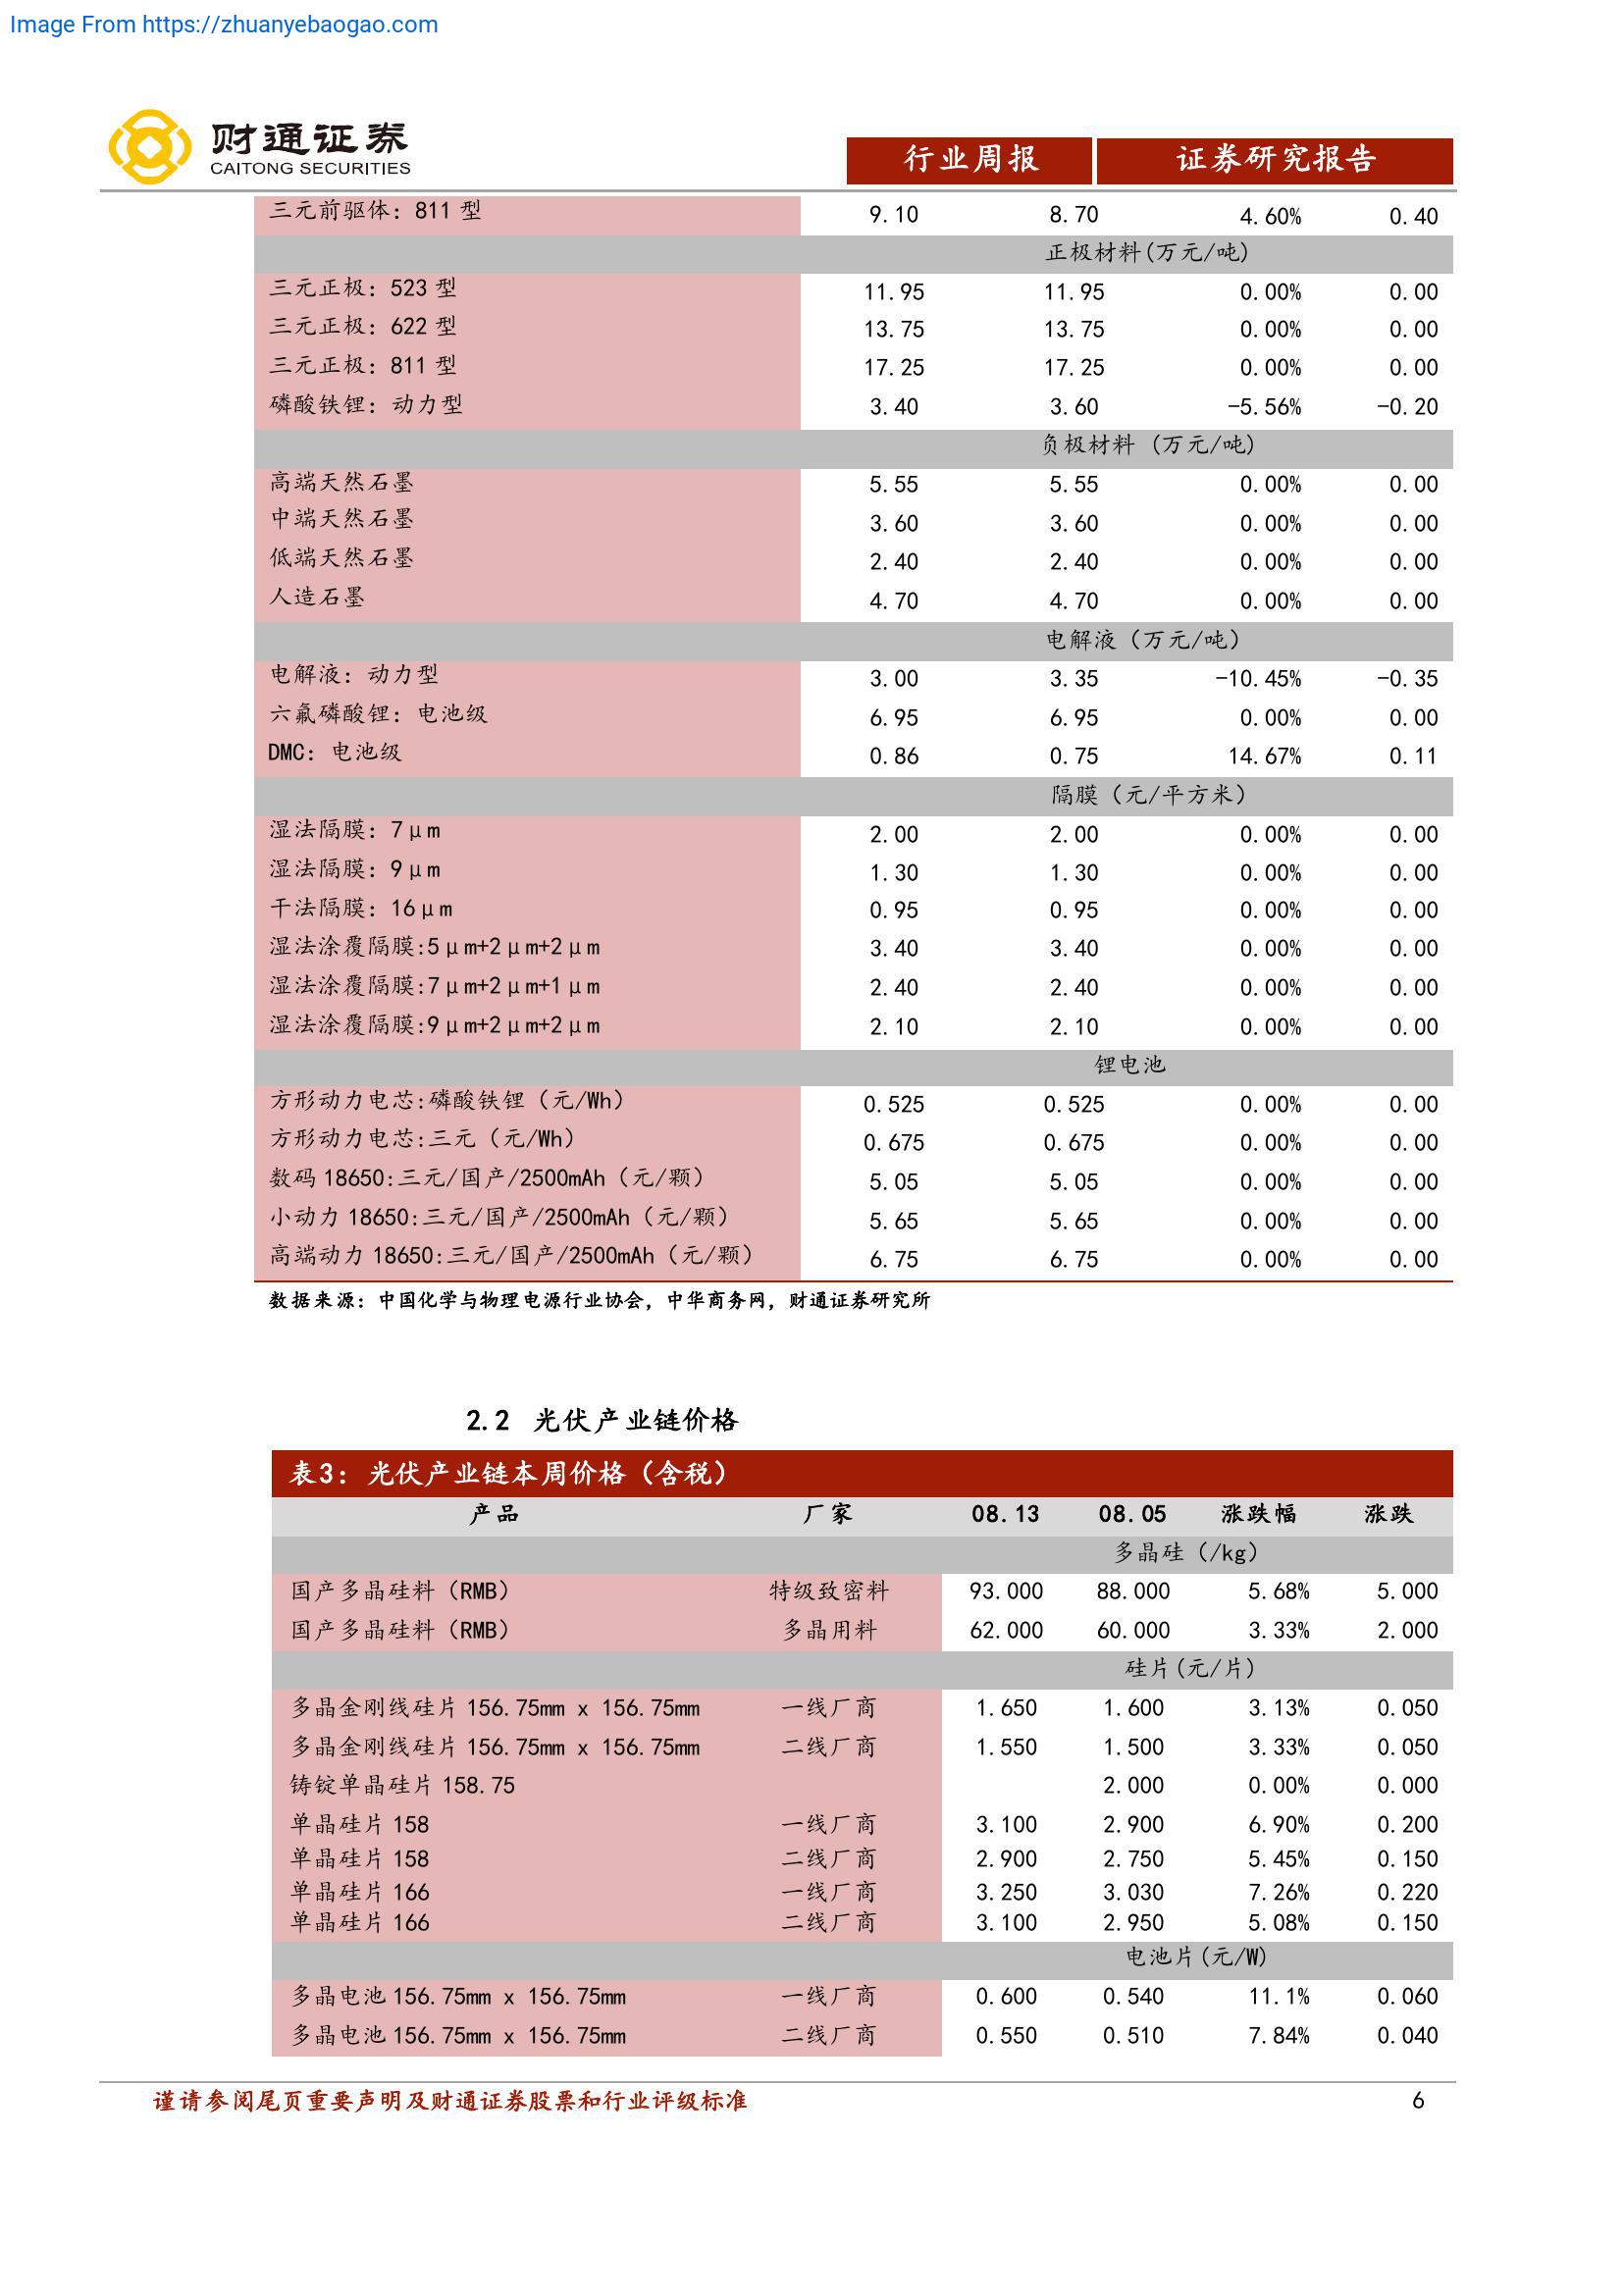 Image From https://zhuanyebaogao.com
财通证券
CAITONG SECURITIES
行业周报 证券研究报告
三元前驱体：811 型 9.10 8.70 4.60% 0.40
正极材料(万元/吨)
三元正极：523 型 11.95 11.95 0.00% 0.00
三元正极：622 型 13.75 13.75 0.00% 0.00
三元正极：811 型 17.25 17.25 0.00% 0.00
磷酸铁锂：动力型 3.40 3.60 -5.56% -0.20
负极材料 (万元/吨)
高端天然石墨 5.55 5.55 0.00% 0.00
中端天然石墨 3.60 3.60 0.00% 0.00
低端天然石墨 2.40 2.40 0.00% 0.00
人造石墨 4.70 4.70 0.00% 0.00
电解液（万元/吨）
电解液：动力型 3.00 3.35 -10.45% -0.35
六氟磷酸锂：电池级 6.95 6.95 0.00% 0.00
DMC：电池级 0.86 0.75 14.67% 0.11
隔膜（元/平方米）
湿法隔膜：7μm 2.00 2.00 0.00% 0.00
湿法隔膜：9μm 1.30 1.30 0.00% 0.00
干法隔膜：16μm 0.95 0.95 0.00% 0.00
湿法涂覆隔膜:5μm+2μm+2μm 3.40 3.40 0.00% 0.00
湿法涂覆隔膜:7μm+2μm+1μm 2.40 2.40 0.00% 0.00
湿法涂覆隔膜:9μm+2μm+2μm 2.10 2.10 0.00% 0.00
锂电池
方形动力电芯:磷酸铁锂（元/Wh） 0.525 0.525 0.00% 0.00
方形动力电芯:三元（元/Wh） 0.675 0.675 0.00% 0.00
数码 18650:三元/国产/2500mAh（元/颗） 5.05 5.05 0.00% 0.00
小动力 18650:三元/国产/2500mAh（元/颗） 5.65 5.65 0.00% 0.00
高端动力 18650:三元/国产/2500mAh（元/颗） 6.75 6.75 0.00% 0.00
数据来源：中国化学与物理电源行业协会，中华商务网，财通证券研究所
2.2 光伏产业链价格
表3：光伏产业链本周价格（含税）
产品 厂家 08.13 08.05 涨跌幅 涨跌
多晶硅（/kg）
国产多晶硅料（RMB） 特级致密料 93.000 88.000 5.68% 5.000
国产多晶硅料（RMB） 多晶用料 62.000 60.000 3.33% 2.000
硅片(元/片)
多晶金刚线硅片 156.75mm x 156.75mm 一线厂商 1.650 1.600 3.13% 0.050
多晶金刚线硅片 156.75mm x 156.75mm 二线厂商 1.550 1.500 3.33% 0.050
铸锭单晶硅片 158.75 2.000 0.00% 0.000
单晶硅片 158 一线厂商 3.100 2.900 6.90% 0.200
单晶硅片 158 二线厂商 2.900 2.750 5.45% 0.150
单晶硅片 166 一线厂商 3.250 3.030 7.26% 0.220
单晶硅片 166 二线厂商 3.100 2.950 5.08% 0.150
电池片(元/W)
多晶电池 156.75mm x 156.75mm 一线厂商 0.600 0.540 11.1% 0.060
多晶电池 156.75mm x 156.75mm 二线厂商 0.550 0.510 7.84% 0.040
谨请参阅尾页重要声明及财通证券股票和行业评级标准 6